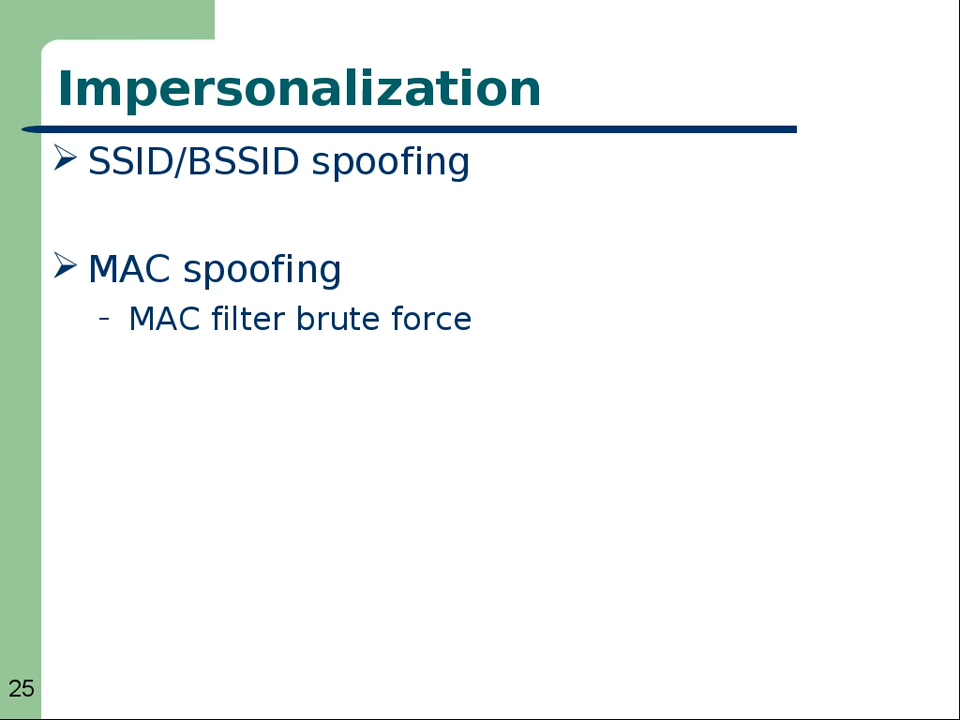 Impersonalization
➢ SSID/BSSID spoofing
➢ MAC spoofing
– MAC filter brute force
25